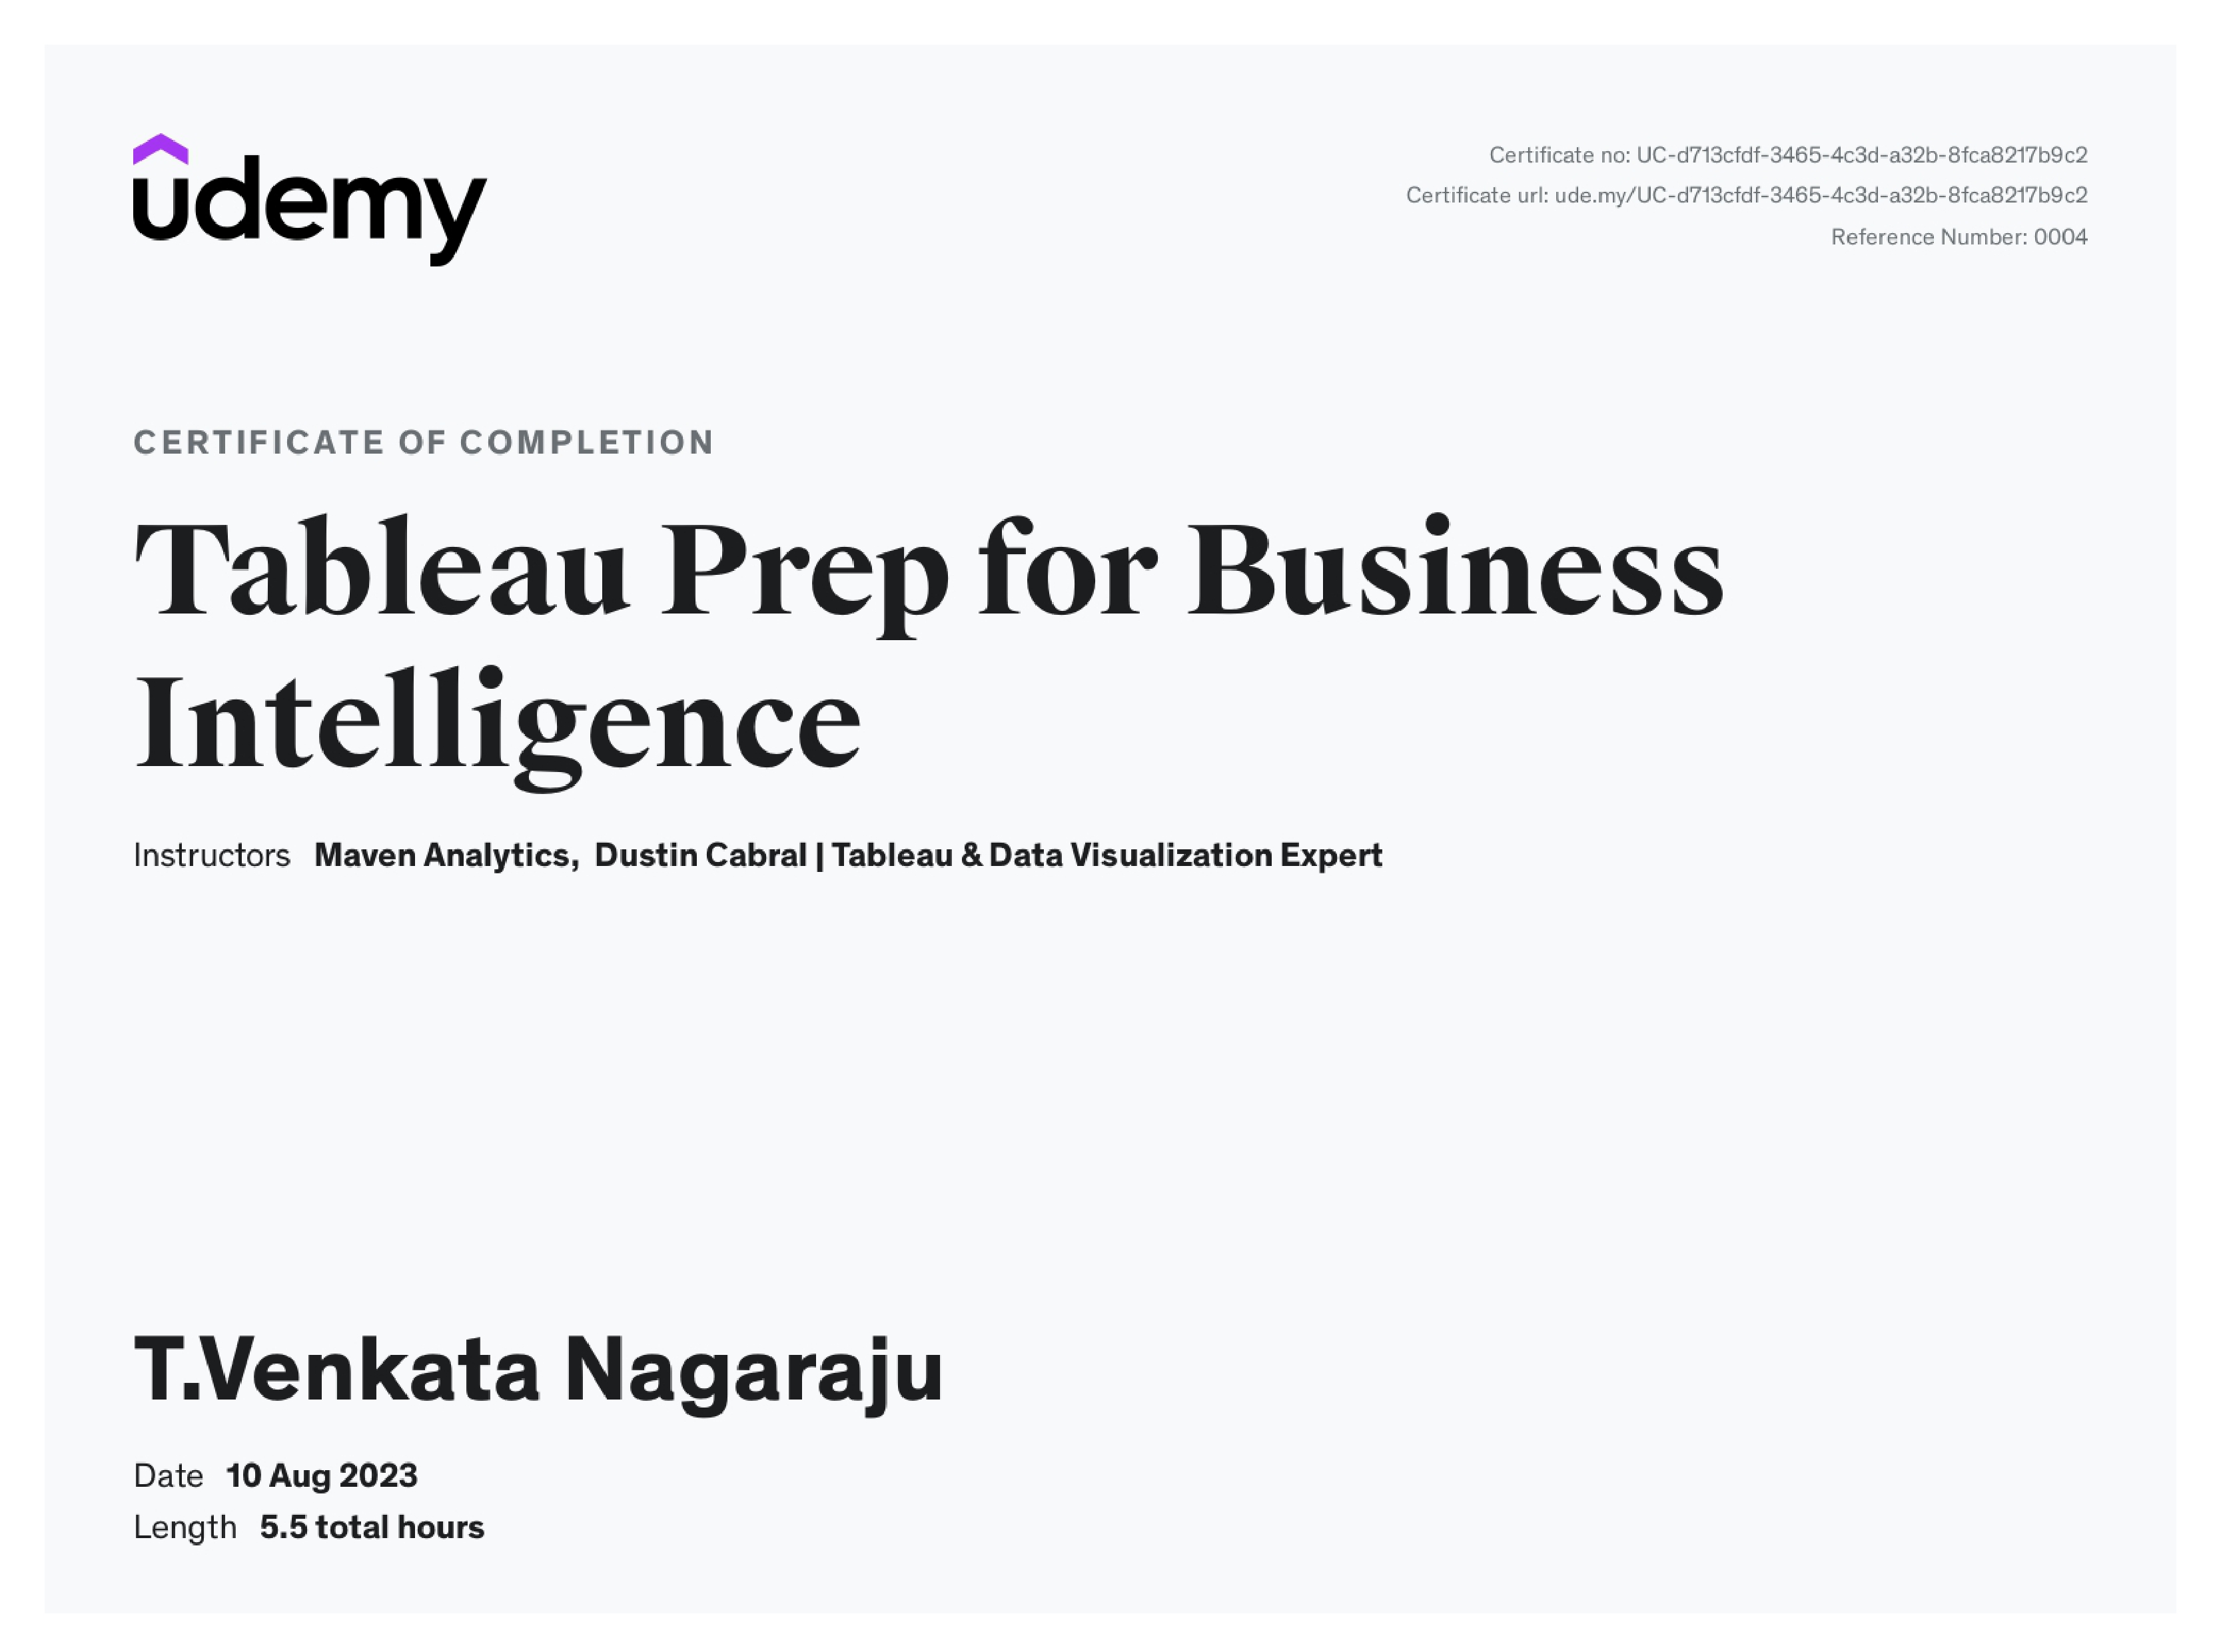 udemy
Certificate no: UC-d713cfdf-3465-4c3d-a32b-8fca8217b9c2
Certificate url: ude.my/UC-d713cfdf-3465-4c3d-a32b-8fca8217b9c2
Reference Number: 0004
CERTIFICATE OF COMPLETION
Tableau Prep for Business
Intelligence
Instructors Maven Analytics, Dustin Cabral | Tableau & Data Visualization Expert
T.Venkata Nagaraju
Date 10 Aug 2023
Length 5.5 total hours